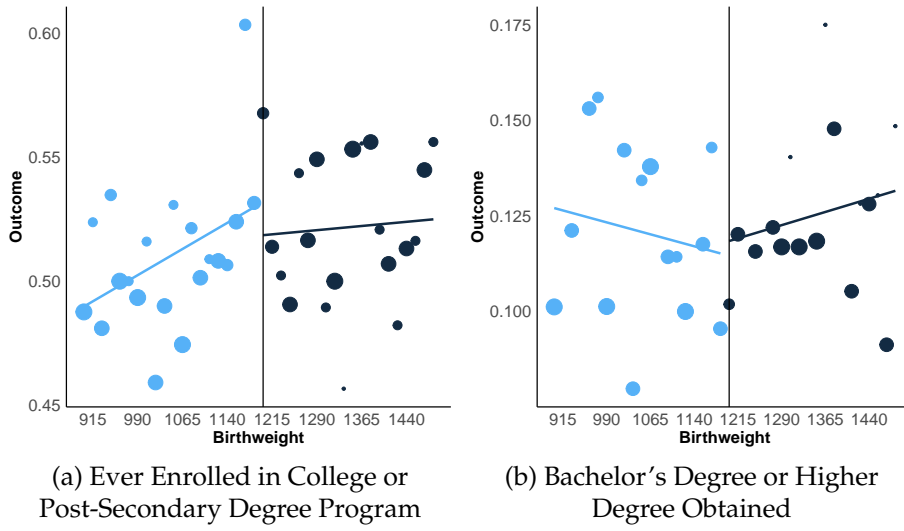 0.60
0.55
0.50
0.45
Outcome
915 990 1065 1140 1215 1290 1365 1440
Birthweight
(a) Ever Enrolled in College or
Post-Secondary Degree Program
0.175
0.150
0.125
0.100
Outcome
915 990 1065 1140 1215 1290 1365 1440
Birthweight
(b) Bachelor's Degree or Higher
Degree Obtained